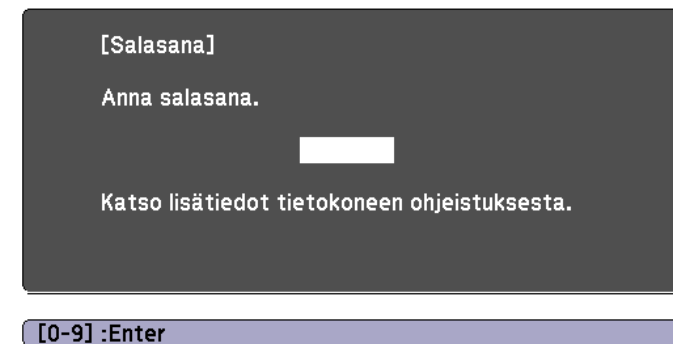 [Salasana]
Anna salasana.
Katso lisätiedot tietokoneen ohjeistuksesta.
[0-9] :Enter